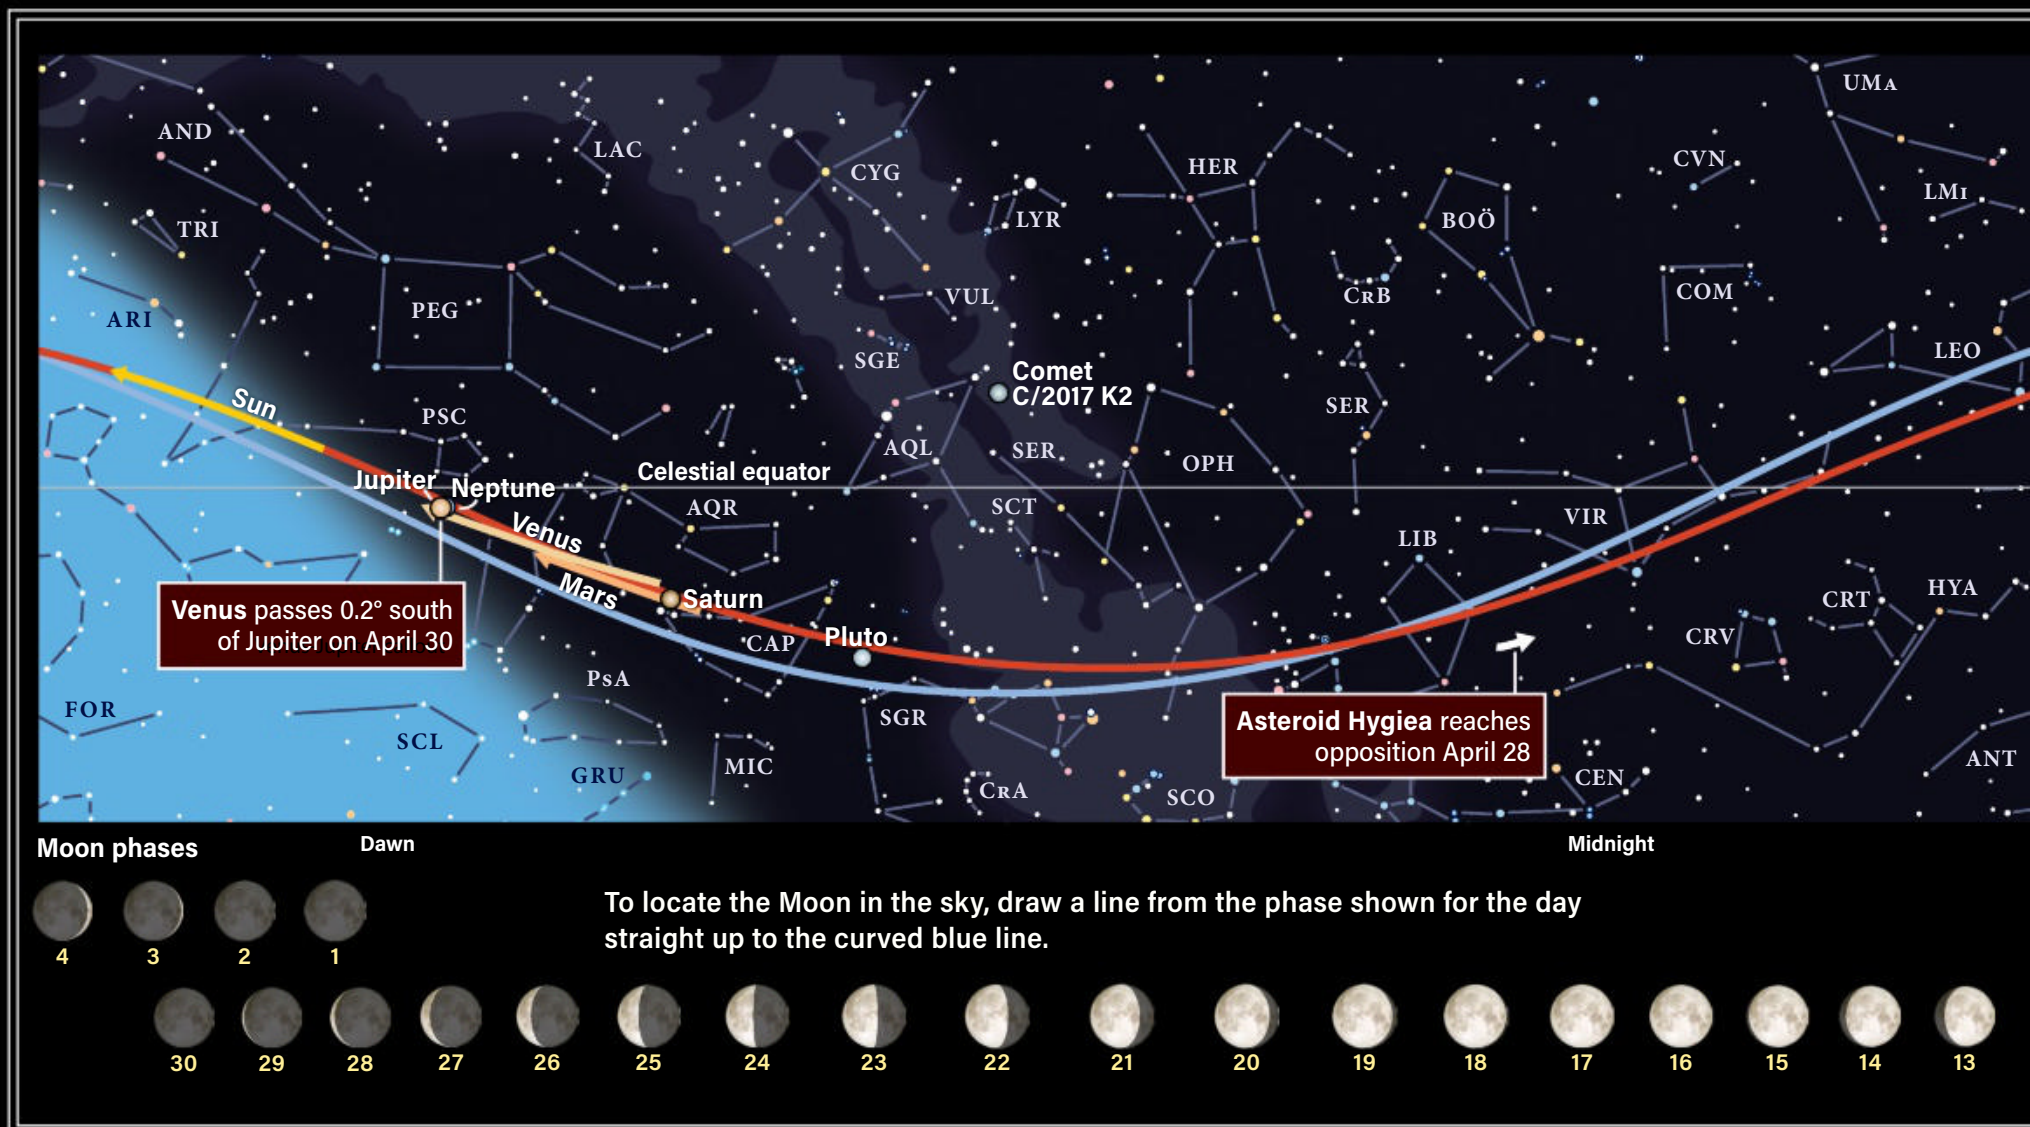 UMA
AND
LAC
CYG
HER
CVN
LMI
TRI
LYR
BOÖ
ARI
PEG
VUL
CRB
COM
SGE
LEO
Comet
C/2017 K2
Sun
PSC
AQL
SER
OPH
SER
Celestial equator
Jupiter
Neptune
AQR
SCT
VIR
Venus
LIB
Mars
Saturn
CRT
HYA
Venus passes 0.2° south
of Jupiter on April 30
CAP
Pluto
CRV
PSA
FOR
SCL
SGR
Asteroid Hygiea reaches
opposition April 28
GRU
MIC
CRA
SCO
CEN
ANT
Moon phases
Dawn
Midnight
4 3 2 1
To locate the Moon in the sky, draw a line from the phase shown for the day
straight up to the curved blue line.
30 29 28 27 26 25 24 23 22 21 20 19 18 17 16 15 14 13